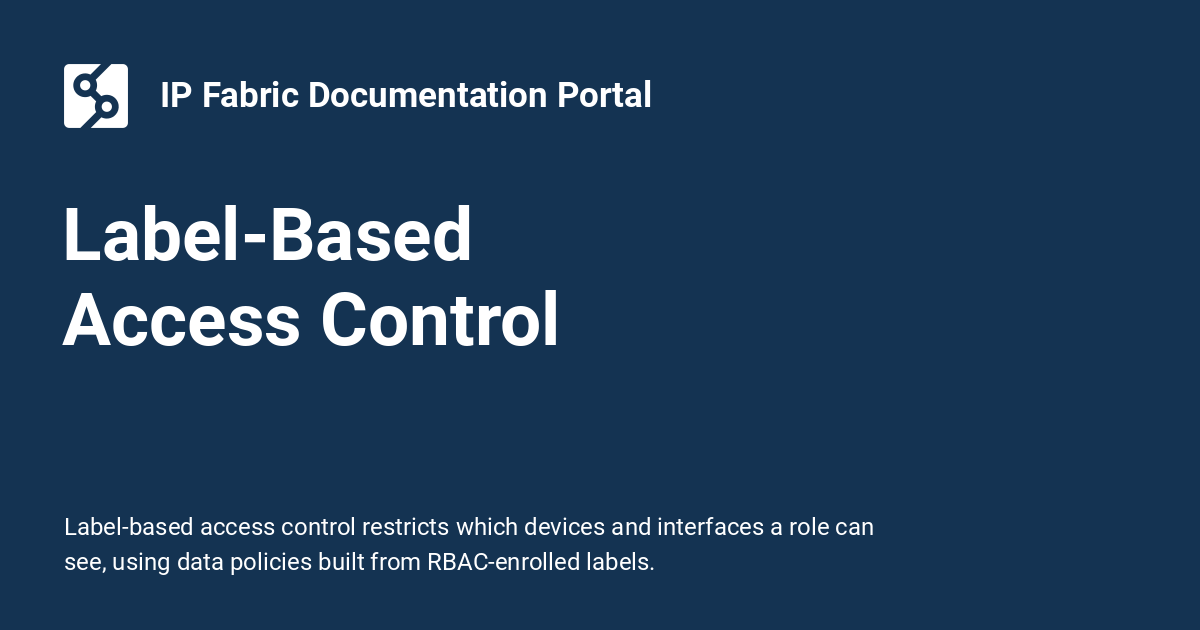 IP Fabric Documentation Portal
Label-Based
Access Control
Label-based access control restricts which devices and interfaces a role can
see, using data policies built from RBAC-enrolled labels.